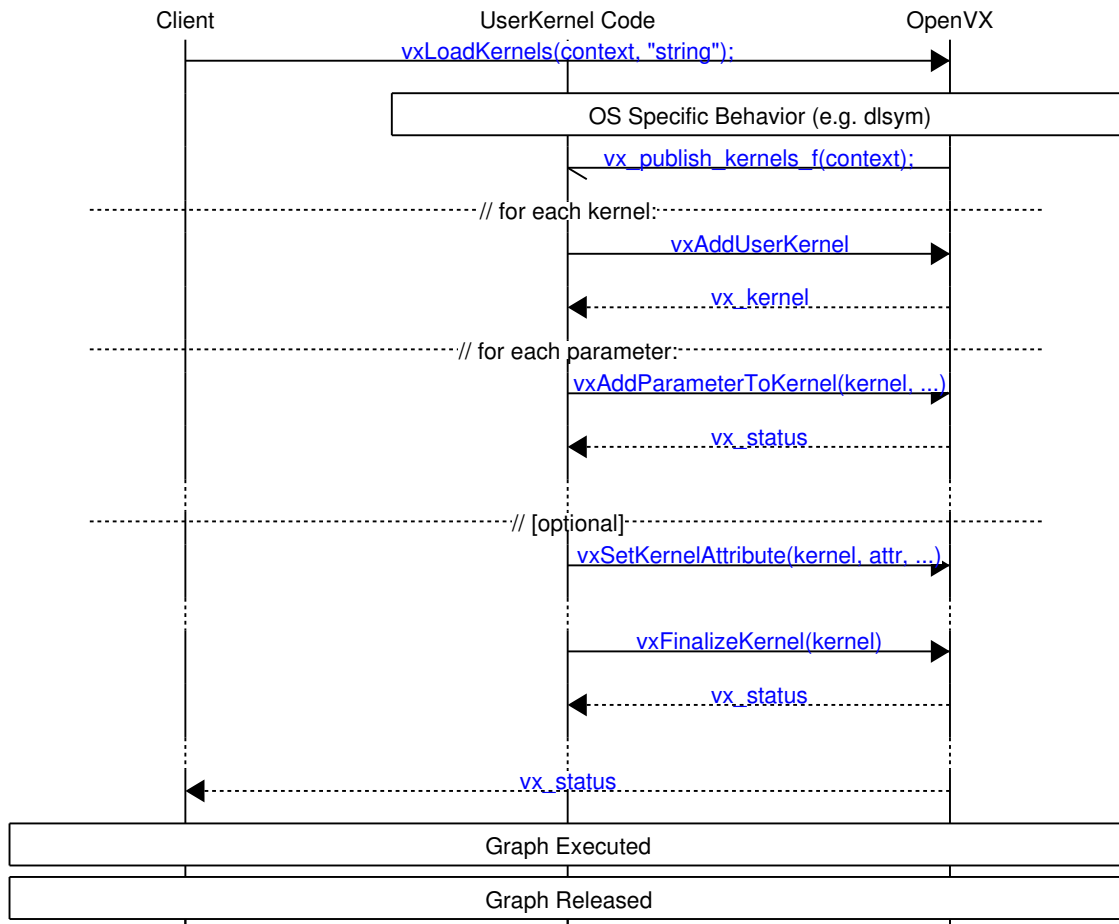 Client UserKernel Code OpenVX
vxLoadKernels(context, "string");
OS Specific Behavior (e.g. dlsym)
vx_publish_kernels_f(context);
// for each kernel:
vxAddUserKernel
vx_kernel
// for each parameter:
vxAddParameterToKernel(kernel, ...)
vx_status
// [optional]
vxSetKernelAttribute(kernel, attr, ...)
vxFinalizeKernel(kernel)
vx_status
vx_status
Graph Executed
Graph Released